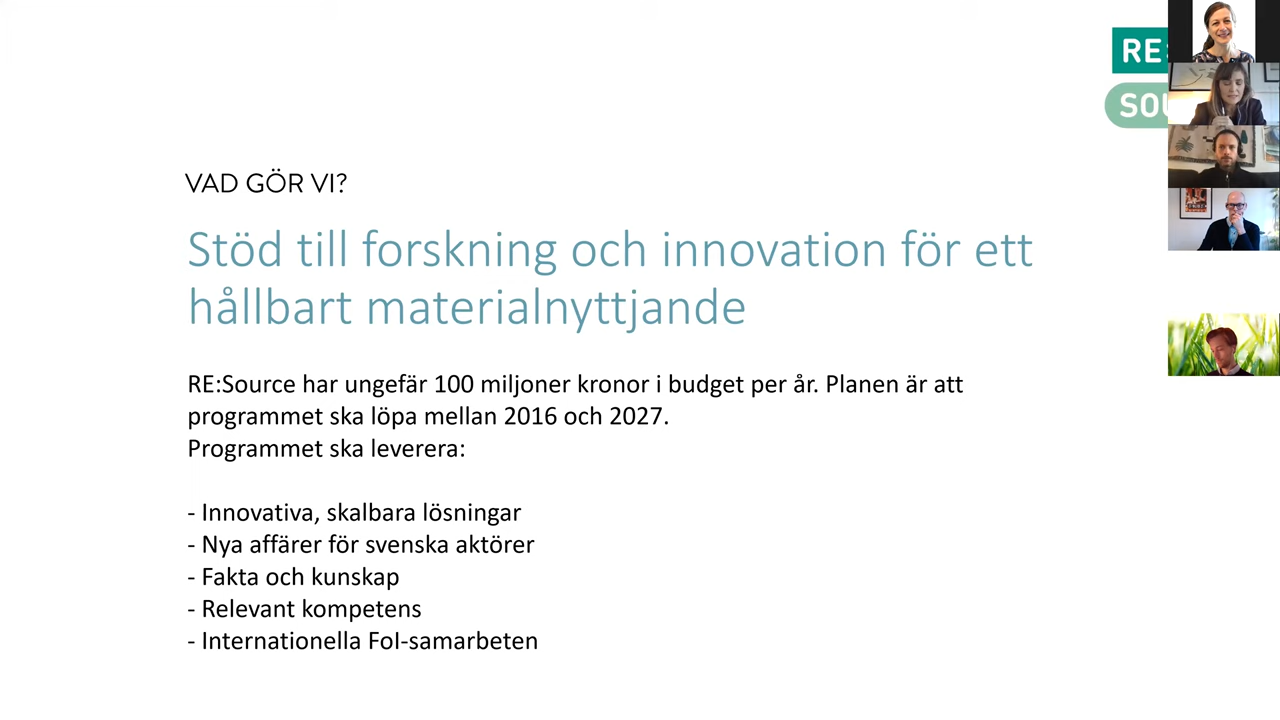 RE:
SOU
VAD GÖR VI?
Stöd till forskning och innovation för ett
hållbart materialnyttjande
RE:Source har ungefär 100 miljoner kronor i budget per år. Planen är att
programmet ska löpa mellan 2016 och 2027.
Programmet ska leverera:
- Innovativa, skalbara lösningar
- Nya affärer för svenska aktörer
- Fakta och kunskap
- Relevant kompetens
- Internationella FoI-samarbeten